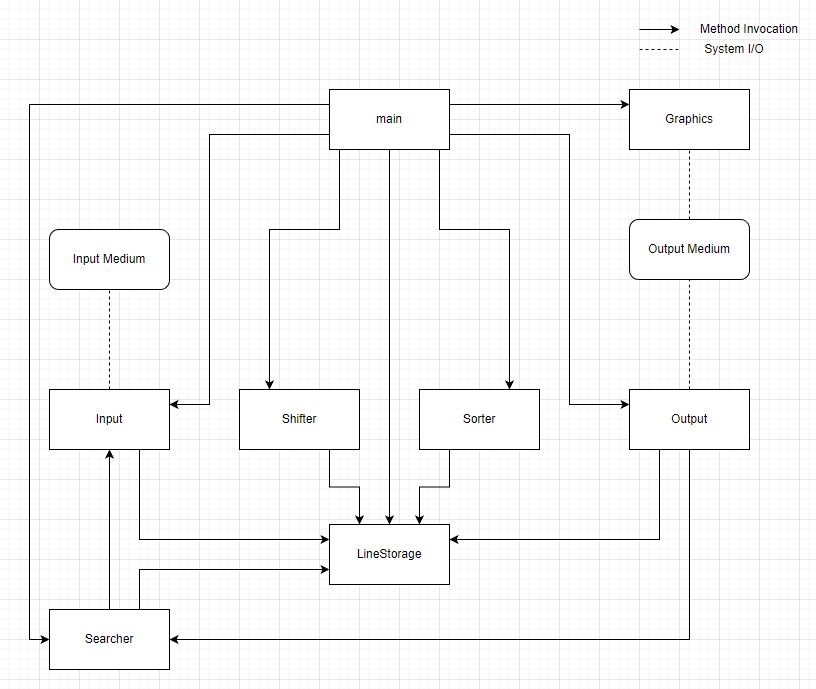 Method Invocation
System I/O
main
Graphics
Input Medium
Output Medium
Input
Shifter
Sorter
Output
LineStorage
Searcher